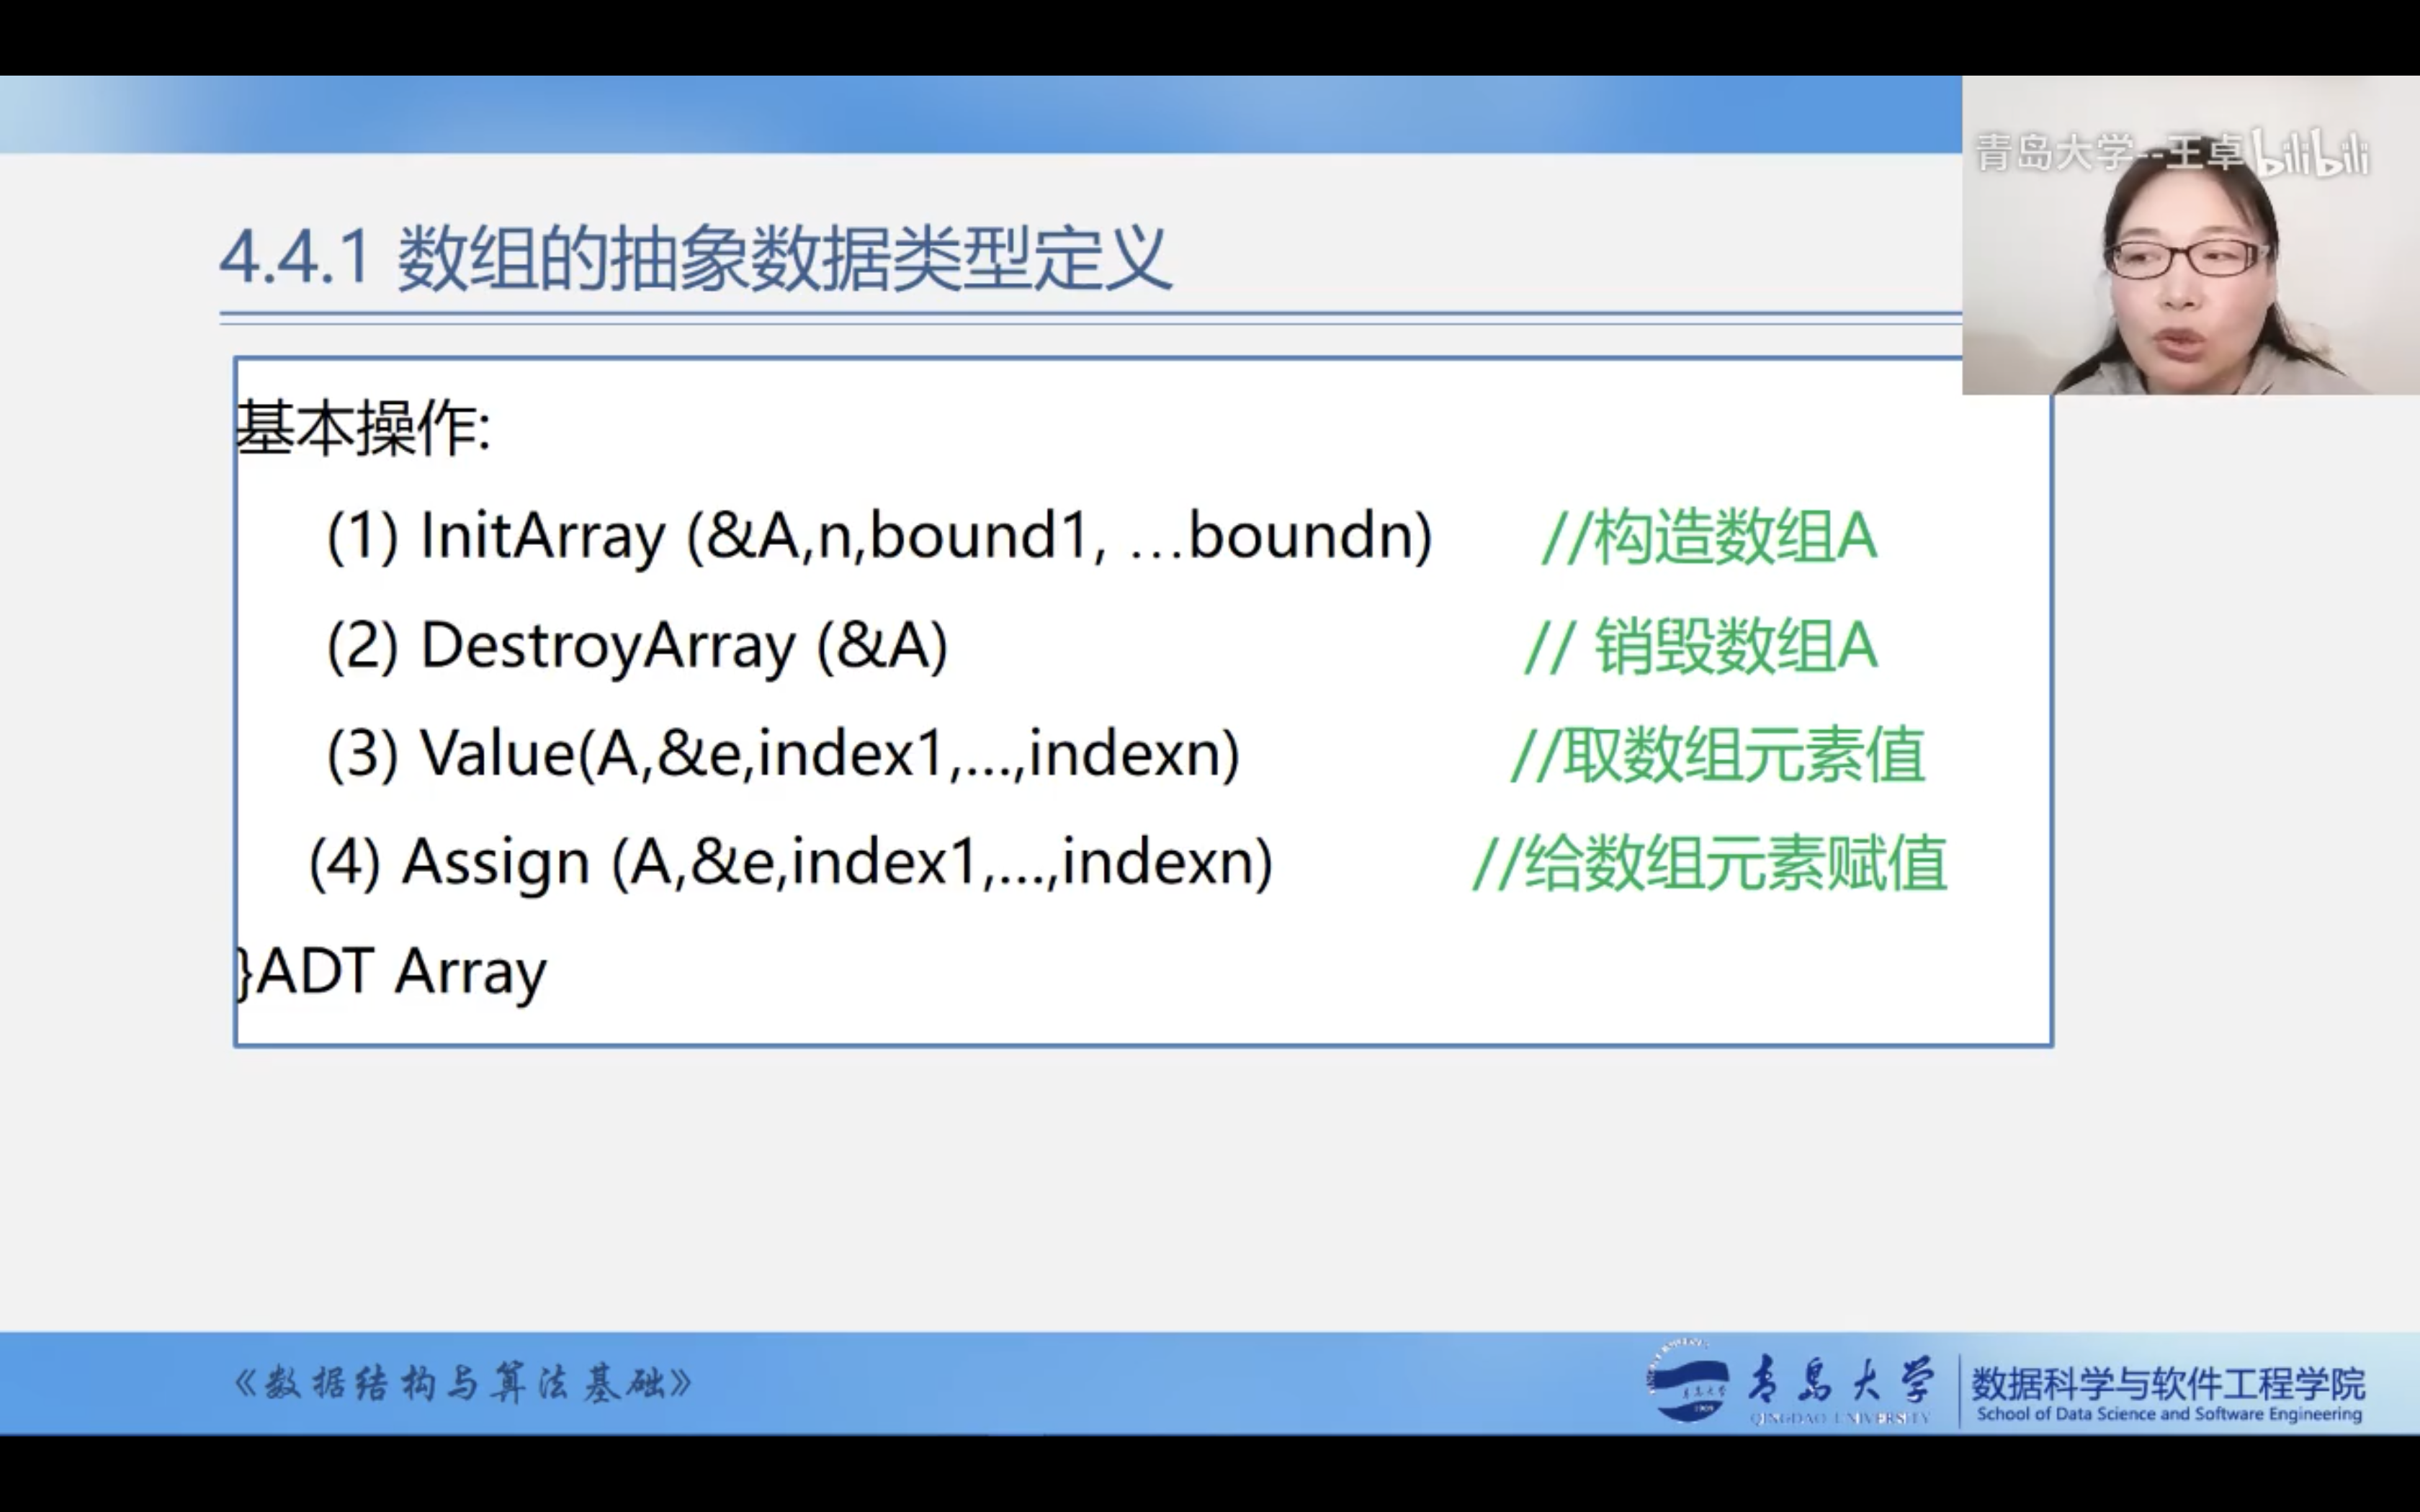 青岛大学--王卓 bilibili
4.4.1 数组的抽象数据类型定义
基本操作:
(1) InitArray (&A,n,bound1, …boundn) //构造数组A
(2) DestroyArray (&A) // 销毁数组A
(3) Value(A,&e,index1,…,indexn) //取数组元素值
(4) Assign (A,&e,index1,…,indexn) //给数组元素赋值
}ADT Array
《数据结构与算法基础》
青岛大学
QINGDAO UNIVERSITY
数据科学与软件工程学院
School of Data Science and Software Engineering